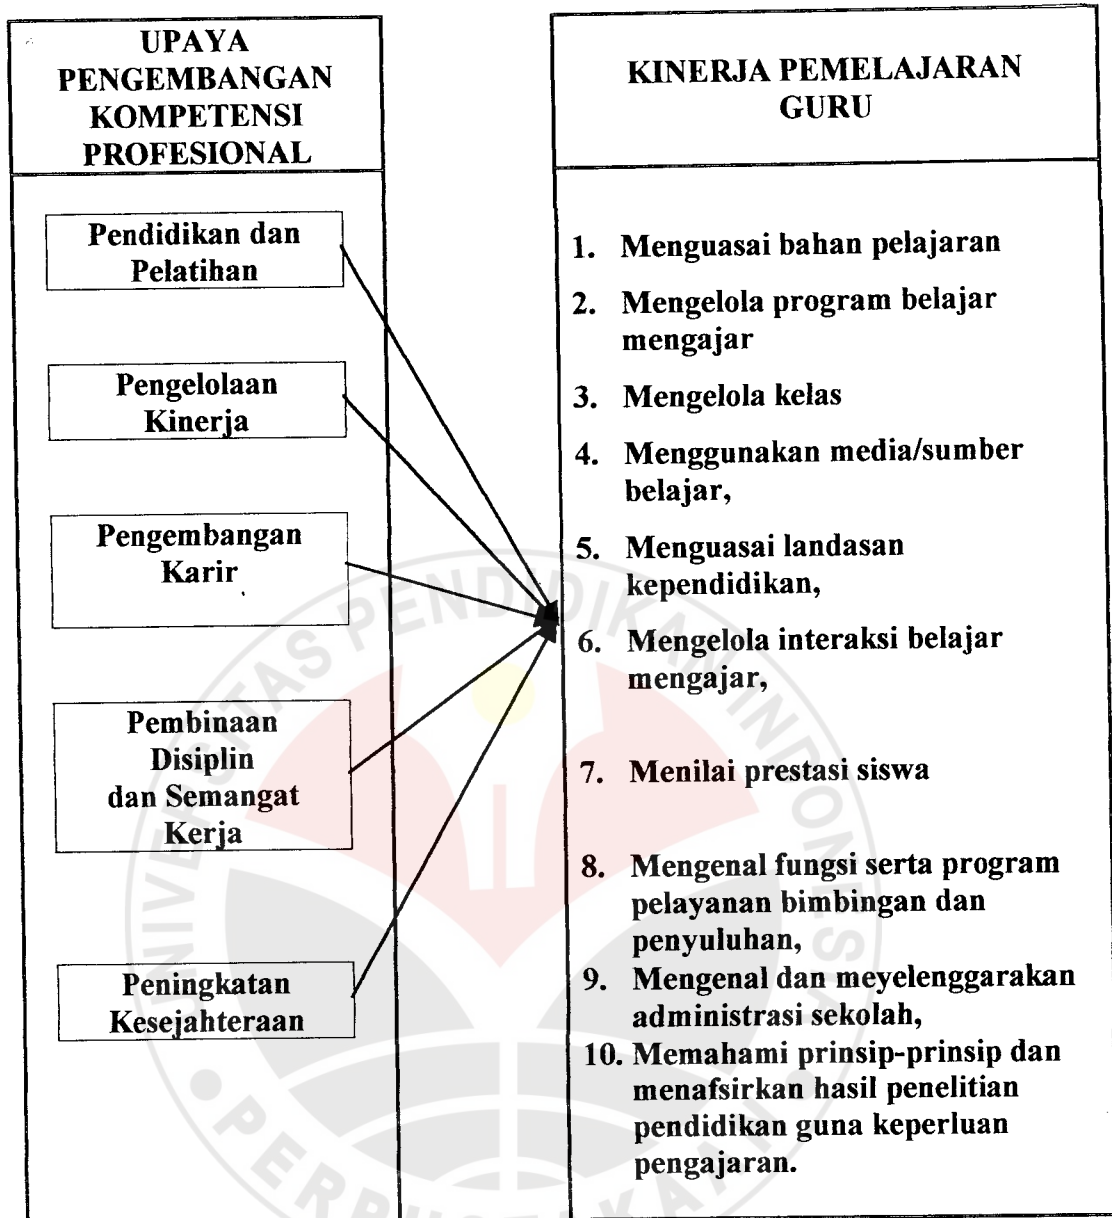 UPAYA
PENGEMBANGAN
KOMPETENSI
PROFESIONAL
Pendidikan dan
Pelatihan
Pengelolaan
Kinerja
Pengembangan
Karir
Pembinaan
Disiplin
dan Semangat
Kerja
Peningkatan
Kesejahteraan
KINERJA PEMELAJARAN
GURU
1. Menguasai bahan pelajaran
2. Mengelola program belajar
mengajar
3. Mengelola kelas
4. Menggunakan media/sumber
belajar,
5. Menguasai landasan
kependidikan,
6. Mengelola interaksi belajar
mengajar,
7. Menilai prestasi siswa
8. Mengenal fungsi serta program
pelayanan bimbingan dan
penyuluhan,
9. Mengenal dan meyelenggarakan
administrasi sekolah,
10. Memahami prinsip-prinsip dan
menafsirkan hasil penelitian
pendidikan guna keperluan
pengajaran.
UNIVERSITAS PENDIDIKAN INDONESIA